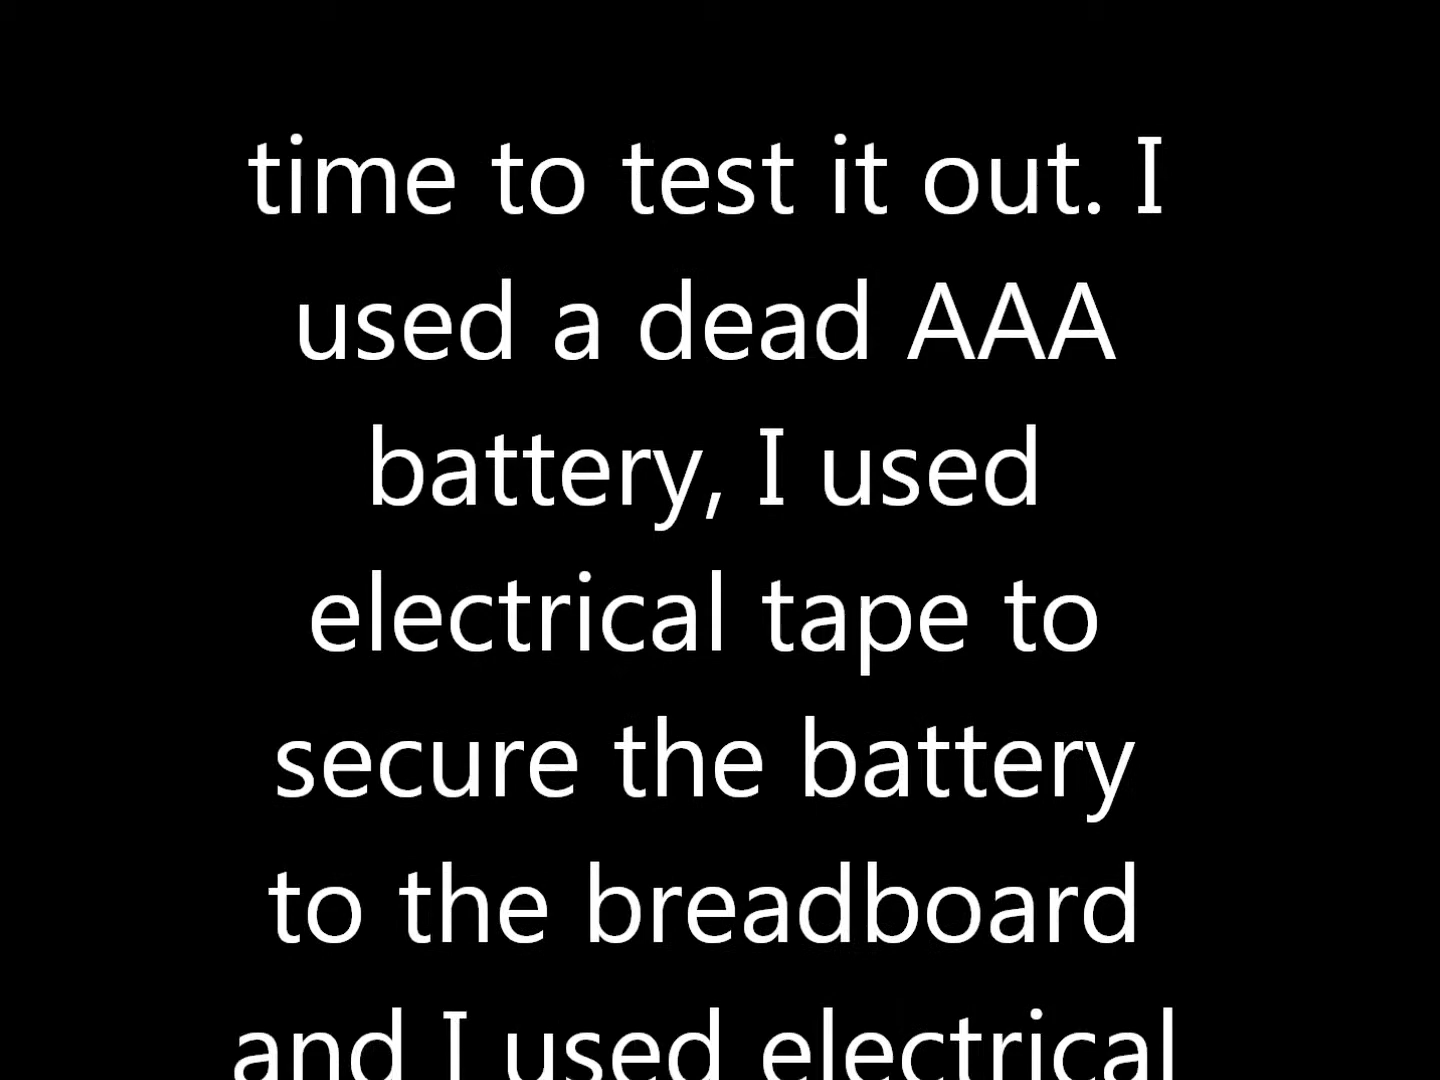 time to test it out. I
used a dead AAA
battery, I used
electrical tape to
secure the battery
to the breadboard
and I used electrical